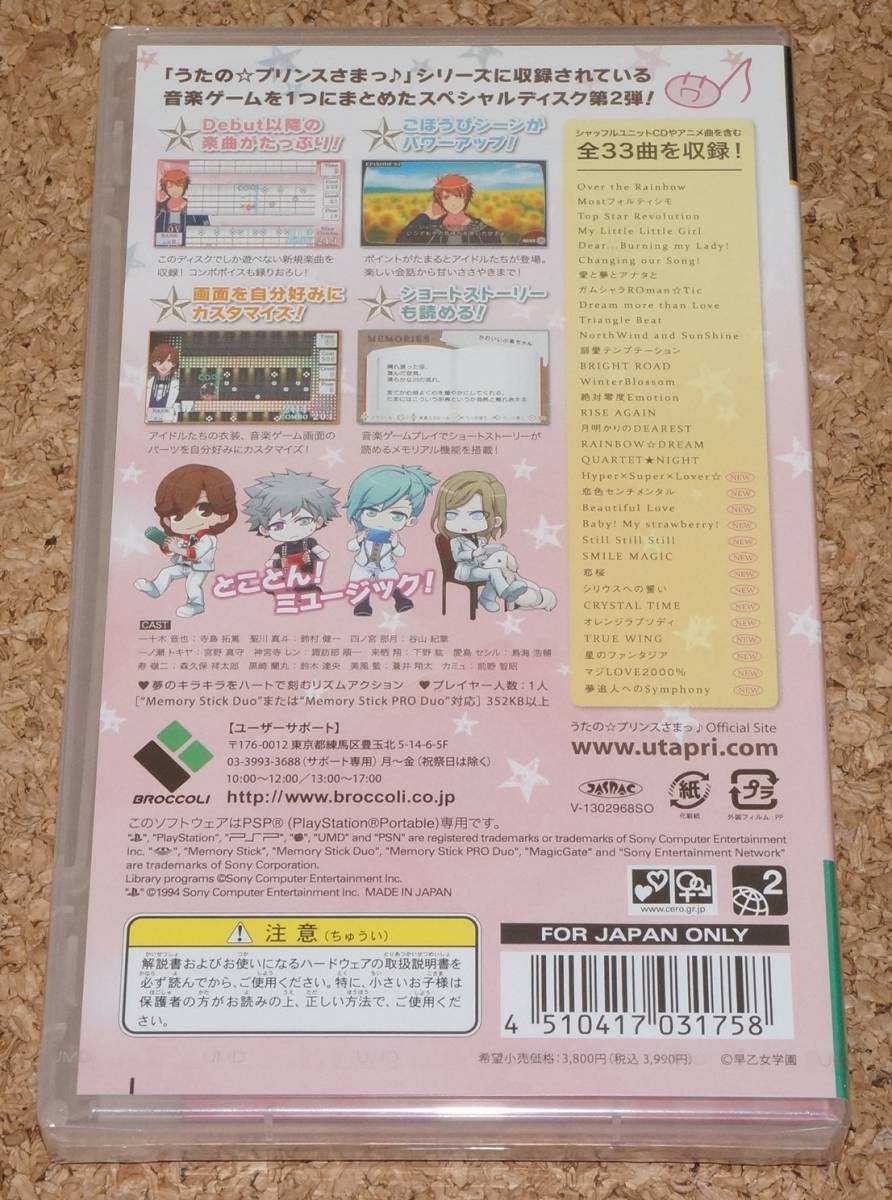 「うたの☆プリンスさまっ♪」シリーズに収録されている
音楽ゲームを1つにまとめたスペシャルディスク第2弾！
Debut以降の
楽曲がたっぷり！
このディスクでしか遊べない新規楽曲を
収録！コンボボイスも録りおろし！
ごほうびシーンが
パワーアップ！
ポイントがたまるとアイドルたちが登場。
楽しい会話から甘いささやきまで！
画面を自分好みに
カスタマイズ！
アイドルたちの衣装、音楽ゲーム画面の
パーツを自分好みにカスタマイズ！
ショートストーリー
も読める！
MEMORIES
音楽ゲームプレイでショートストーリーが
読めるメモリアル機能を搭載！
シャッフルユニットCDやアニメ曲を含む
全33曲を収録！
Over the Rainbow
Mostフォルティシモ
Top Star Revolution
My Little Little Girl
Dear...Burning my Lady!
Changing our Song!
愛と夢とアナタと
ガムシャラROman☆Tic
Dream more than Love
Triangle Beat
NorthWind and SunShine
溺愛テンプテーション
BRIGHT ROAD
WinterBlossom
絶対零度Emotion
RISE AGAIN
月明かりのDEAREST
RAINBOW☆DREAM
QUARTET★NIGHT
Hyper×Super×Lover☆ NEW
恋色センチメンタル NEW
Beautiful Love NEW
Baby! My strawberry! NEW
Still Still Still NEW
SMILE MAGIC NEW
恋桜 NEW
シリウスへの誓い NEW
CRYSTAL TIME NEW
オレンジラプソディ NEW
TRUE WING NEW
星のファンタジア NEW
マジLOVE2000% NEW
夢追人へのSymphony NEW
とことん！
ミュージック！
CAST
一十木 音也：寺島 拓篤　聖川 真斗：鈴村 健一　四ノ宮 那月：谷山 紀章
一ノ瀬 トキヤ：宮野 真守　神宮寺 レン：諏訪部 順一　来栖 翔：下野 紘　愛島 セシル：鳥海 浩輔
寿 嶺二：森久保 祥太郎　黒崎 蘭丸：鈴木 達央　美風 藍：蒼井 翔太　カミュ：前野 智昭
♥夢のキラキラをハートで刻むリズムアクション　♥プレイヤー人数：1人
["Memory Stick Duo"または"Memory Stick PRO Duo"対応] 352KB以上
BROCCOLI
【ユーザーサポート】
〒176-0012 東京都練馬区豊玉北 5-14-6-5F
03-3993-3688（サポート専用）月～金（祝祭日は除く）
10:00～12:00／13:00～17:00
http://www.broccoli.co.jp
うたの☆プリンスさまっ♪Official Site
www.utapri.com
JASRAC
V-1302968SO
紙
化粧紙
プラ
外装フィルム：PP
このソフトウェアはPSP® (PlayStation®Portable)専用です。
"", "PlayStation", "PSP", "", "UMD" and "PSN" are registered trademarks or trademarks of Sony Computer Entertainment
Inc. "", "Memory Stick", "Memory Stick Duo", "Memory Stick PRO Duo", "MagicGate" and "Sony Entertainment Network"
are trademarks of Sony Corporation.
Library programs ©Sony Computer Entertainment Inc.
"" ©1994 Sony Computer Entertainment Inc. MADE IN JAPAN
www.cero.gr.jp
2
注意（ちゅうい）
解説書およびお使いになるハードウェアの取扱説明書を
必ず読んでから、ご使用ください。特に、小さいお子様は
保護者の方がお読みの上、正しい方法で、ご使用くだ
さい。
FOR JAPAN ONLY
4 510417 031758
希望小売価格：3,800円（税込 3,990円）
©早乙女学園